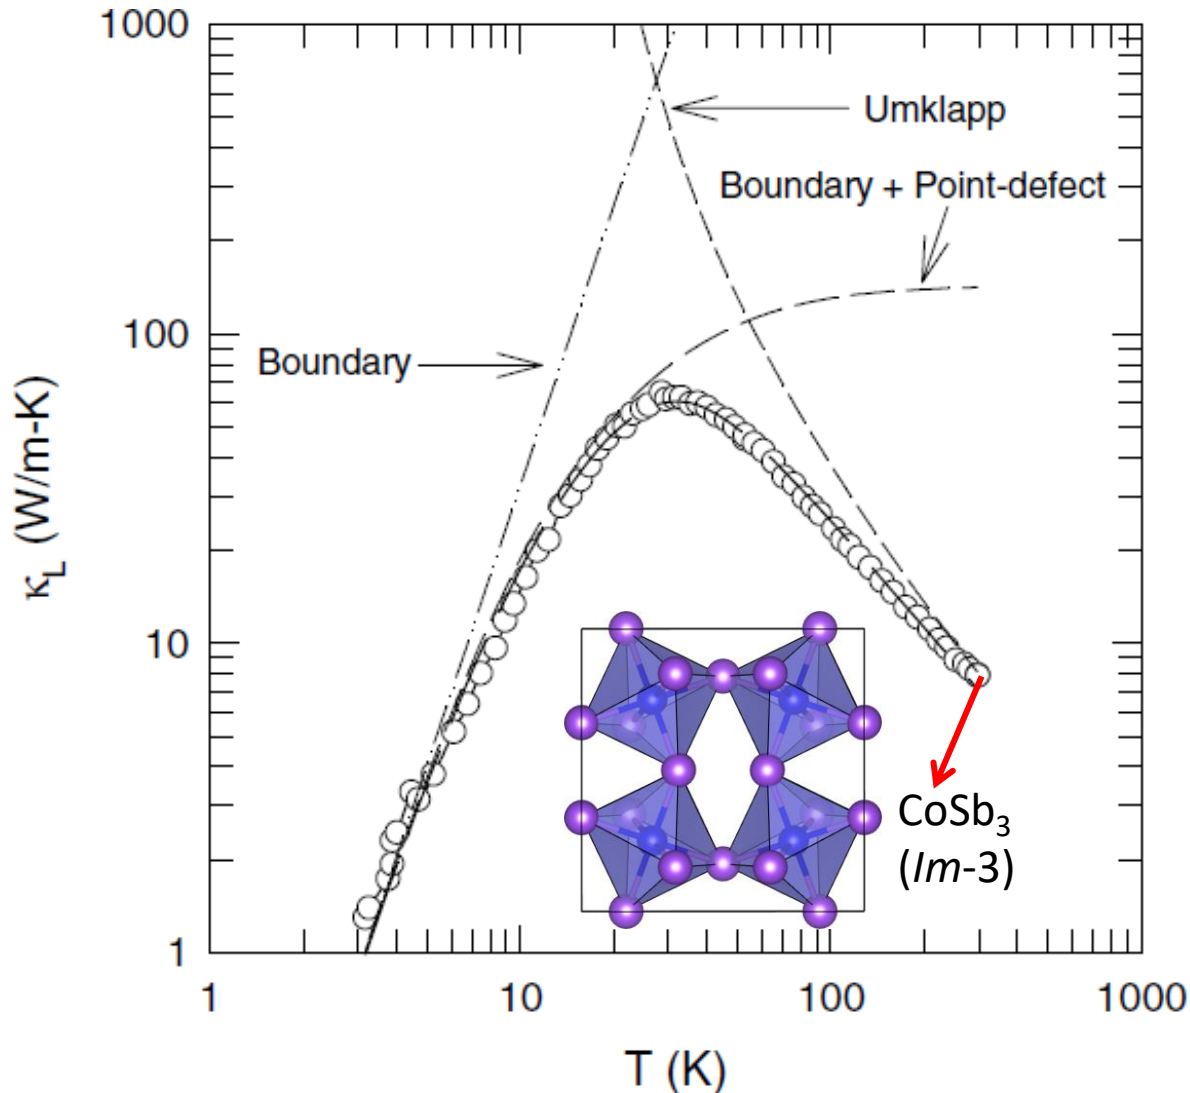 1000
Umklapp
Boundary + Point-defect
100
Boundary
κL (W/m-K)
10
CoSb3
(Im-3)
1
1
10
100
1000
T (K)